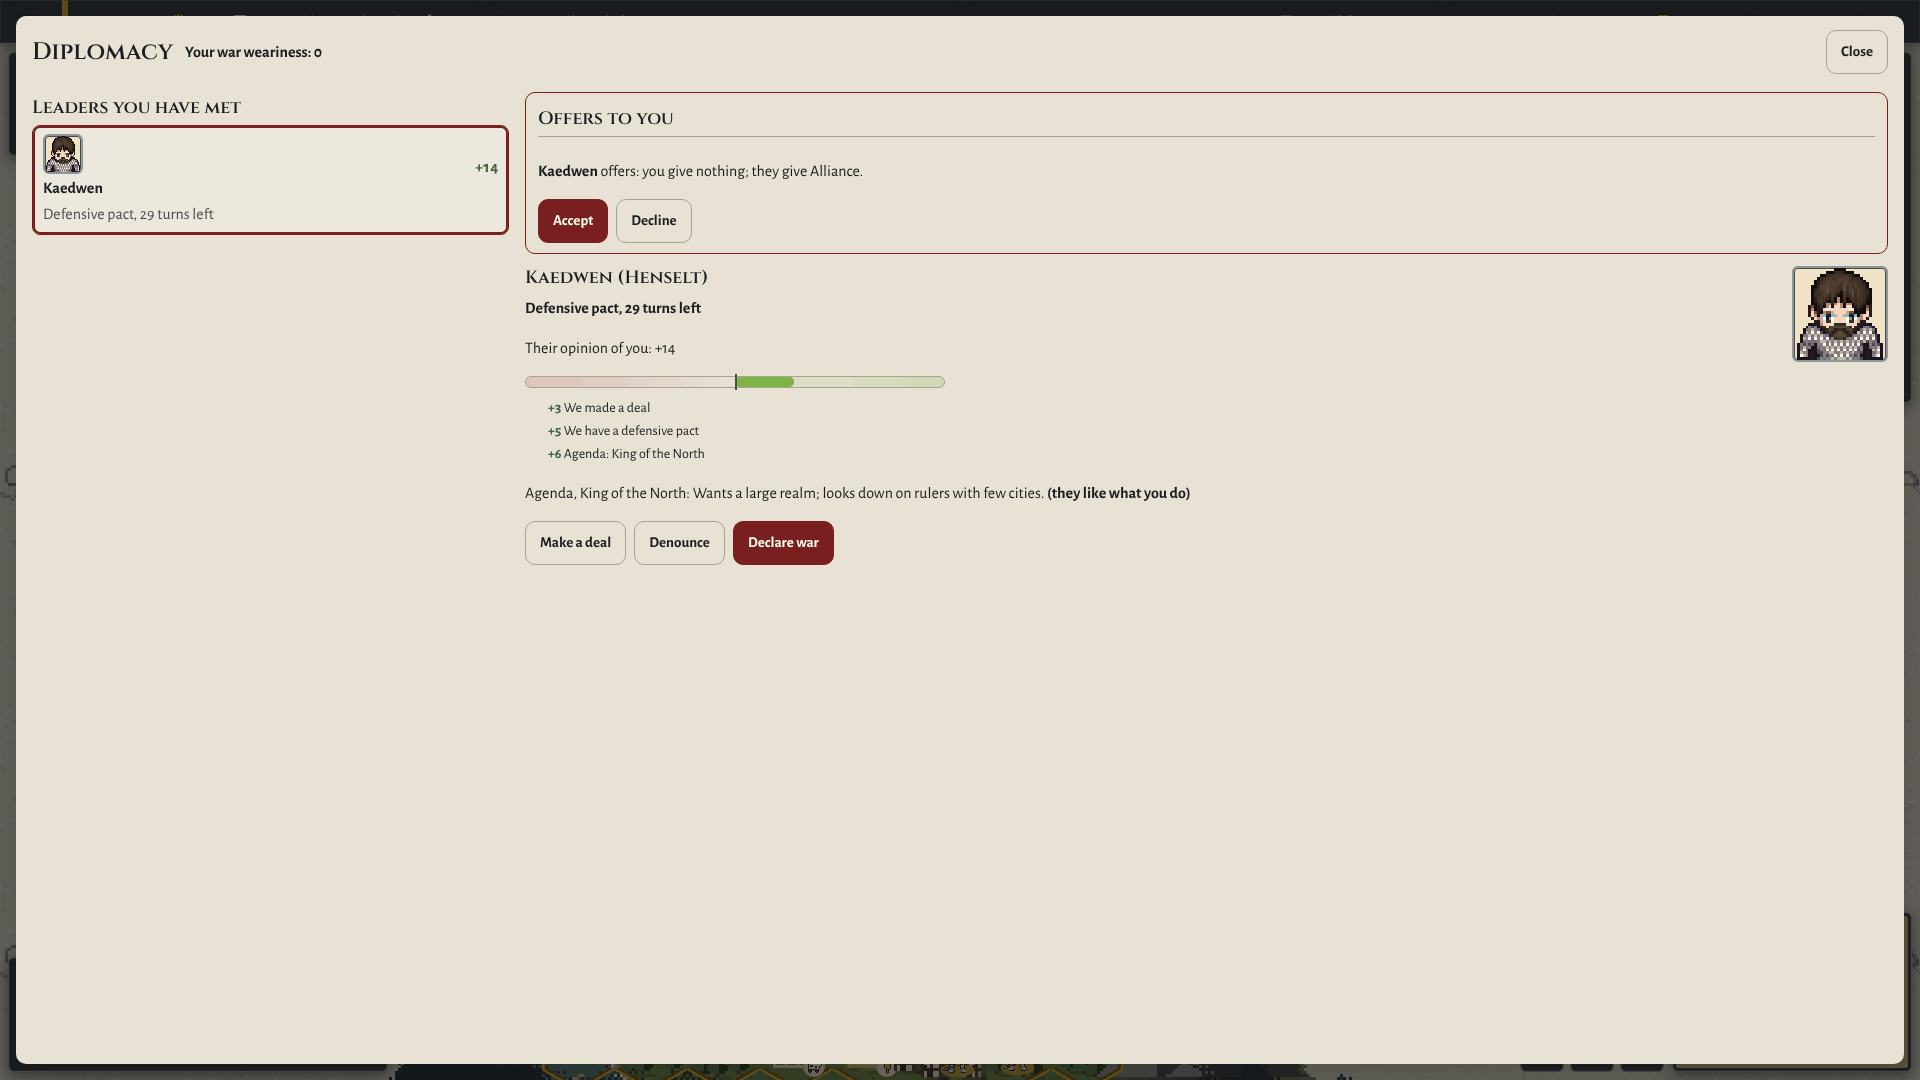 Diplomacy Your war weariness: 0
Close
Leaders you have met
+14
Kaedwen
Defensive pact, 29 turns left
Offers to you
Kaedwen offers: you give nothing; they give Alliance.
Accept Decline
Kaedwen (Henselt)
Defensive pact, 29 turns left
Their opinion of you: +14
+3 We made a deal
+5 We have a defensive pact
+6 Agenda: King of the North
Agenda, King of the North: Wants a large realm; looks down on rulers with few cities. (they like what you do)
Make a deal Denounce Declare war